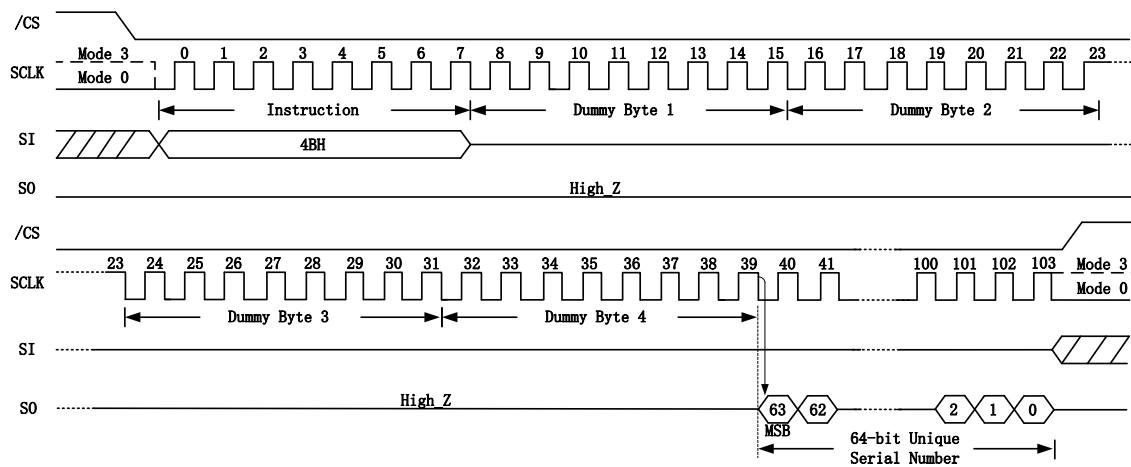 /CS
Mode 3 0 1 2 3 4 5 6 7 8 9 10 11 12 13 14 15 16 17 18 19 20 21 22 23
SCLK
Mode 0
Instruction Dummy Byte 1 Dummy Byte 2
SI 4BH
SO High_Z
/CS
23 24 25 26 27 28 29 30 31 32 33 34 35 36 37 38 39 40 41 100 101 102 103 Mode 3
SCLK Mode 0
Dummy Byte 3 Dummy Byte 4
SI
SO High_Z 63 62 2 1 0
MSB 64-bit Unique
Serial Number